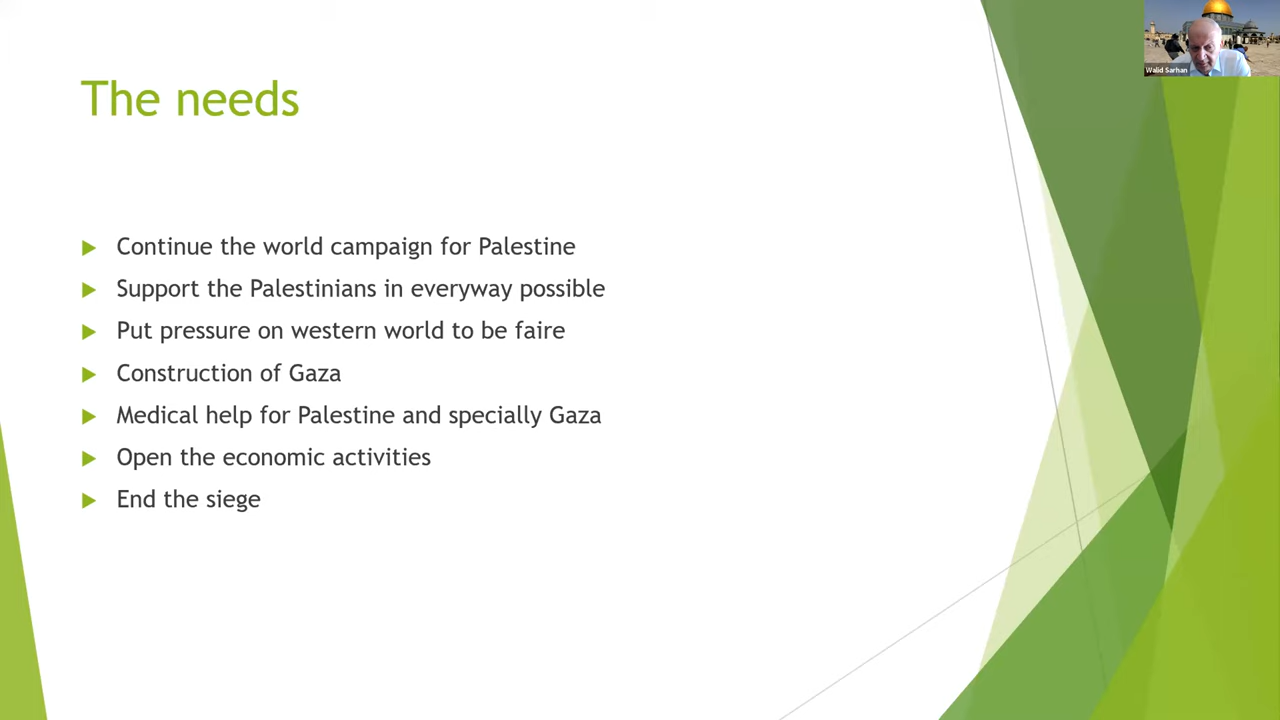 Walid Sarhan
The needs
Continue the world campaign for Palestine
Support the Palestinians in everyway possible
Put pressure on western world to be faire
Construction of Gaza
Medical help for Palestine and specially Gaza
Open the economic activities
End the siege